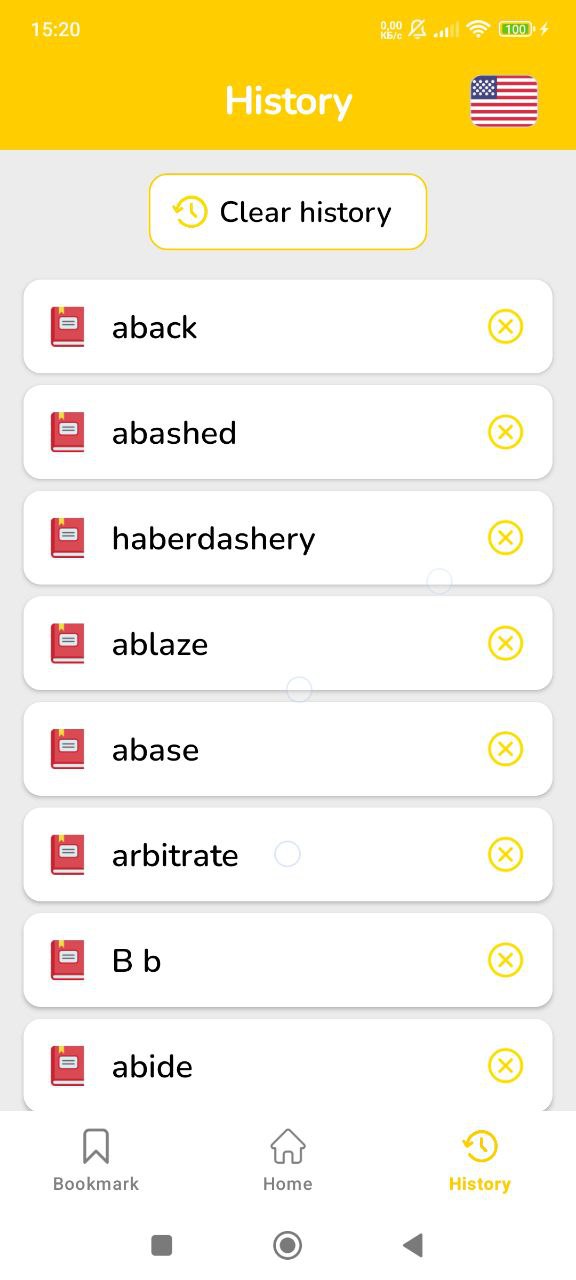 15:20
0,00
КБ/с
100
History
Clear history
aback
abashed
haberdashery
ablaze
abase
arbitrate
B b
abide
Bookmark
Home
History